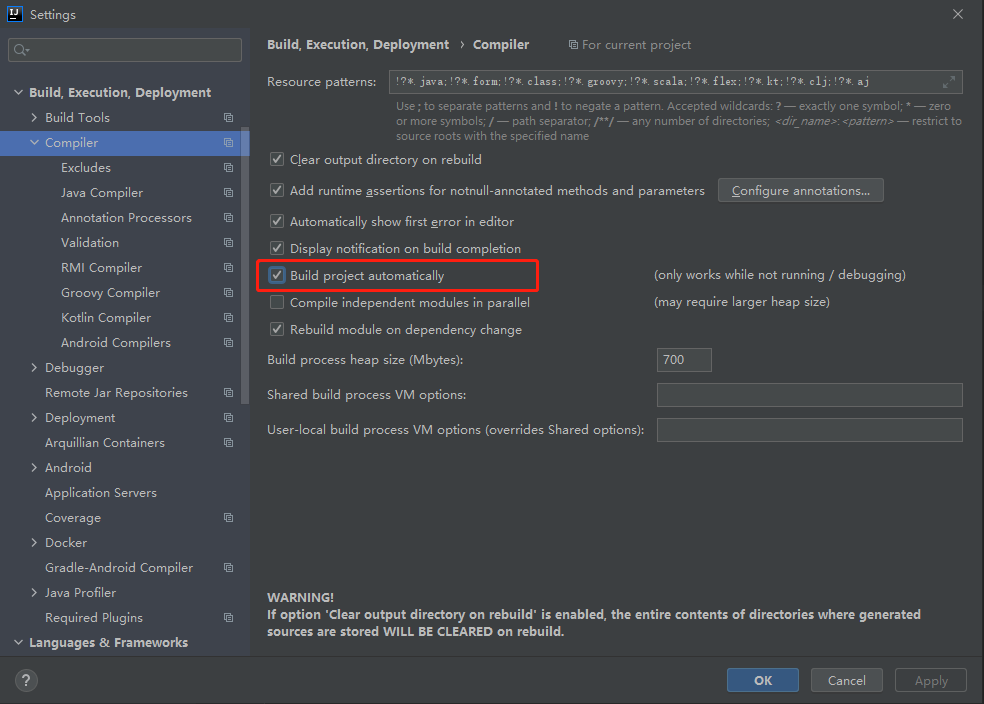 Settings
Build, Execution, Deployment
Build Tools
Compiler
Excludes
Java Compiler
Annotation Processors
Validation
RMI Compiler
Groovy Compiler
Kotlin Compiler
Android Compilers
Debugger
Remote Jar Repositories
Deployment
Arquillian Containers
Android
Application Servers
Coverage
Docker
Gradle-Android Compiler
Java Profiler
Required Plugins
Languages & Frameworks
Build, Execution, Deployment › Compiler For current project
Resource patterns: !?*.java;!?*.form;!?*.class;!?*.groovy;!?*.scala;!?*.flex;!?*.kt;!?*.clj;!?*.aj
Use ; to separate patterns and ! to negate a pattern. Accepted wildcards: ? — exactly one symbol; * — zero
or more symbols; / — path separator; /**/ — any number of directories; <dir_name>:<pattern> — restrict to
source roots with the specified name
Clear output directory on rebuild
Add runtime assertions for notnull-annotated methods and parameters Configure annotations...
Automatically show first error in editor
Display notification on build completion
Build project automatically (only works while not running / debugging)
Compile independent modules in parallel (may require larger heap size)
Rebuild module on dependency change
Build process heap size (Mbytes): 700
Shared build process VM options:
User-local build process VM options (overrides Shared options):
WARNING!
If option 'Clear output directory on rebuild' is enabled, the entire contents of directories where generated
sources are stored WILL BE CLEARED on rebuild.
? OK Cancel Apply